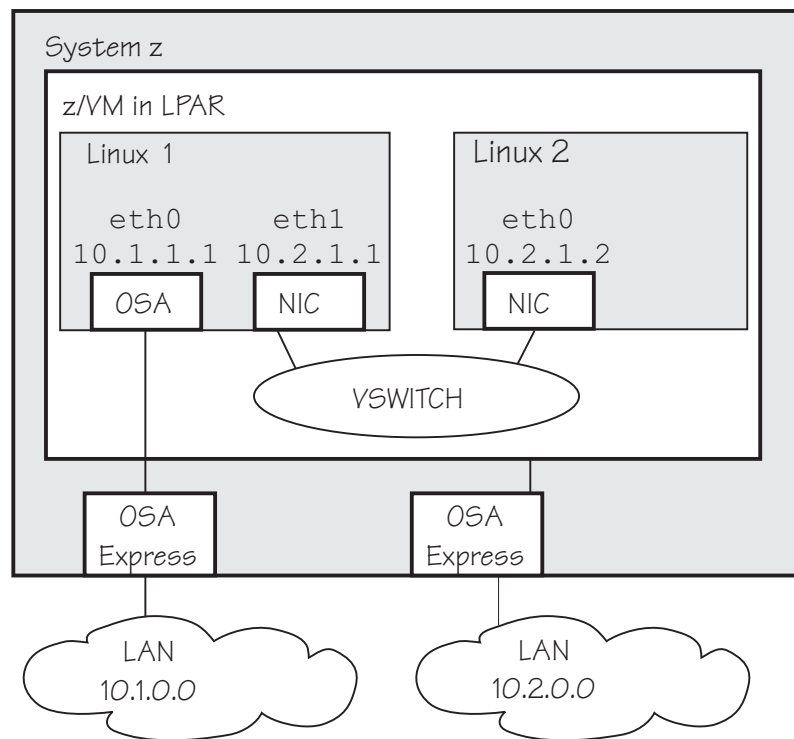 System z
z/VM in LPAR
Linux 1
Linux 2
eth0
eth1
eth0
10.1.1.1
10.2.1.1
10.2.1.2
OSA
NIC
NIC
VSWITCH
OSA
Express
OSA
Express
LAN
10.1.0.0
LAN
10.2.0.0